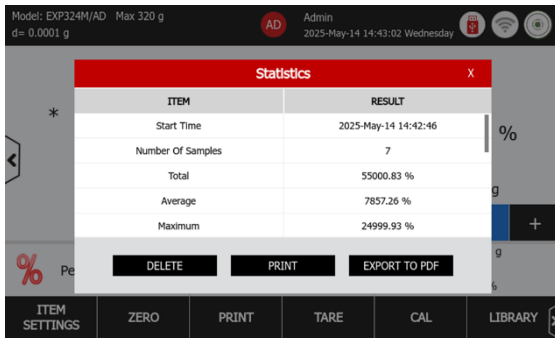 Model: EXP324M/AD Max 320 g
d= 0.0001 g
AD
Admin
2025-May-14 14:43:02 Wednesday
Statistics X
ITEM RESULT
Start Time 2025-May-14 14:42:46
Number Of Samples 7
Total 55000.83 %
Average 7857.26 %
Maximum 24999.93 %
DELETE PRINT EXPORT TO PDF
*
%
g
+
g
% Pe
%
ITEM SETTINGS ZERO PRINT TARE CAL LIBRARY